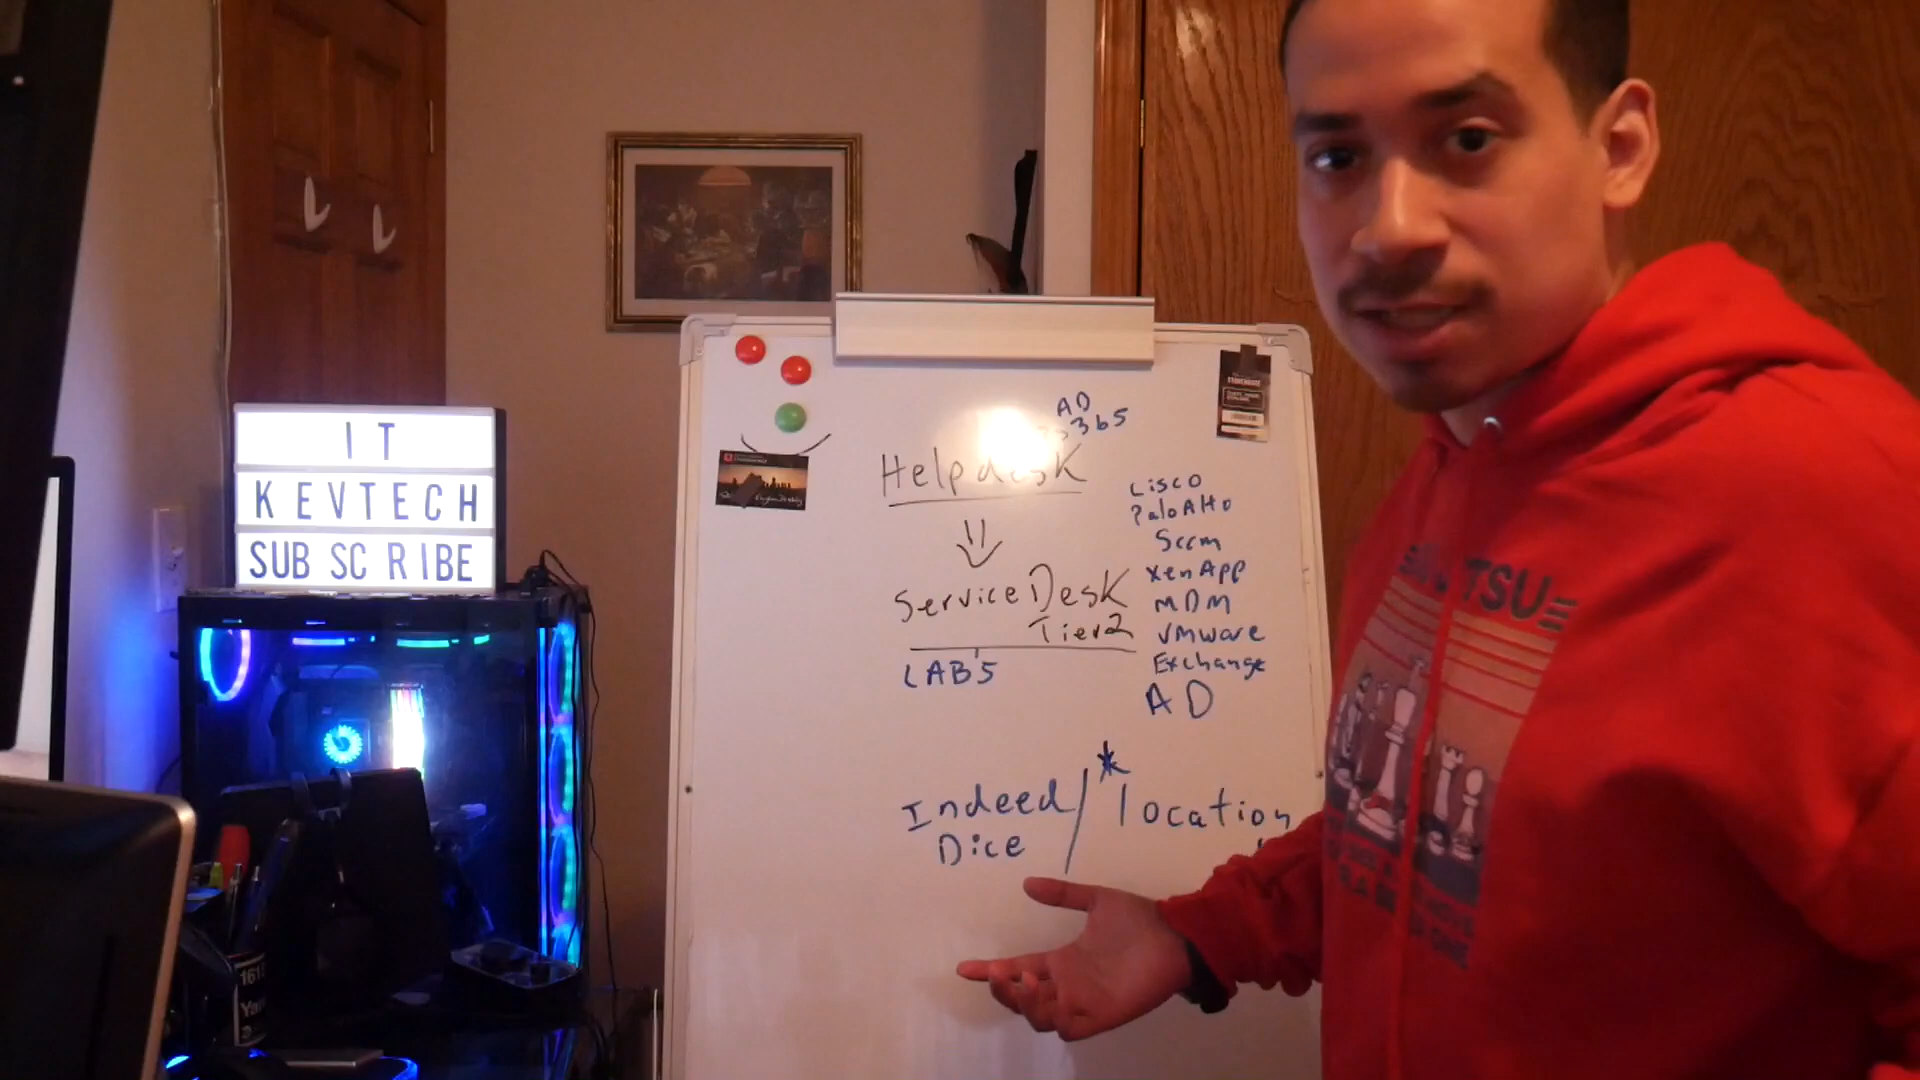 IT
KEVTECH
SUBSCRIBE
AD
365
Helpdesk
Cisco
PaloAlto
Sccm
XenApp
MDM
Vmware
Exchange
AD
ServiceDesk
Tier2
LAB'S
Indeed/
Dice
*
location
1618